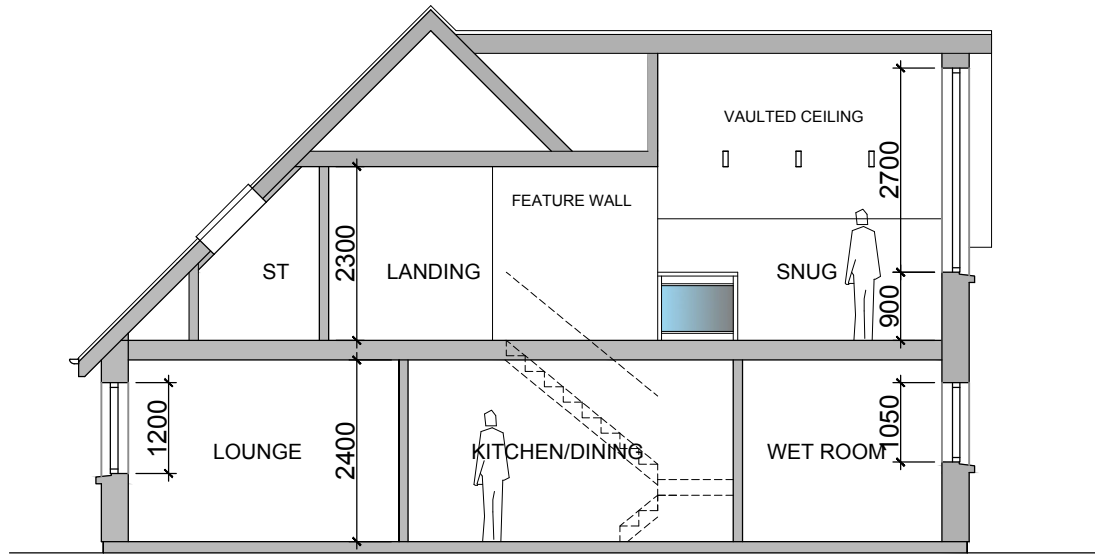 VAULTED CEILING
2700
FEATURE WALL
ST
2300
LANDING
SNUG
900
1200
LOUNGE
2400
KITCHEN/DINING
WET ROOM
1050